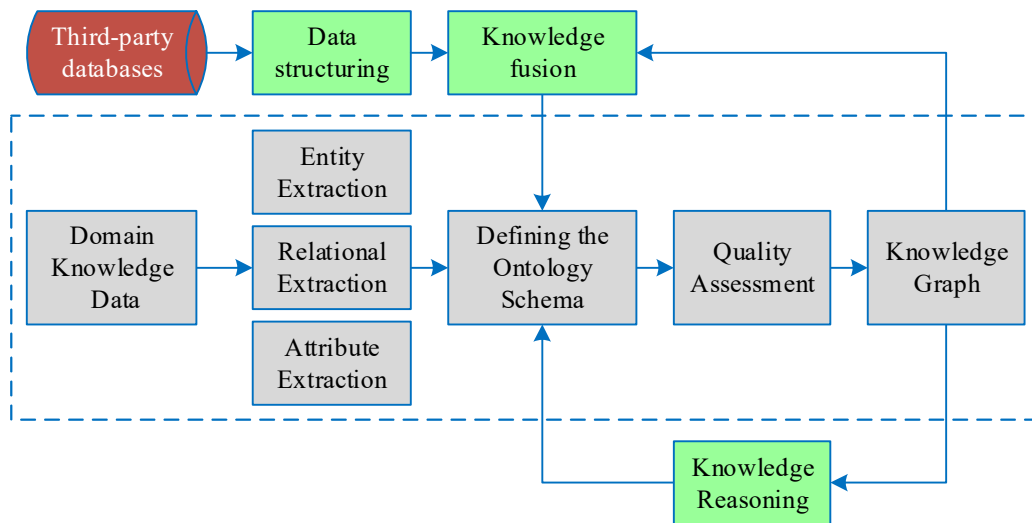 Third-party
databases
Data
structuring
Knowledge
fusion
Entity
Extraction
Domain
Knowledge
Data
Relational
Extraction
Defining the
Ontology
Schema
Quality
Assessment
Knowledge
Graph
Attribute
Extraction
Knowledge
Reasoning